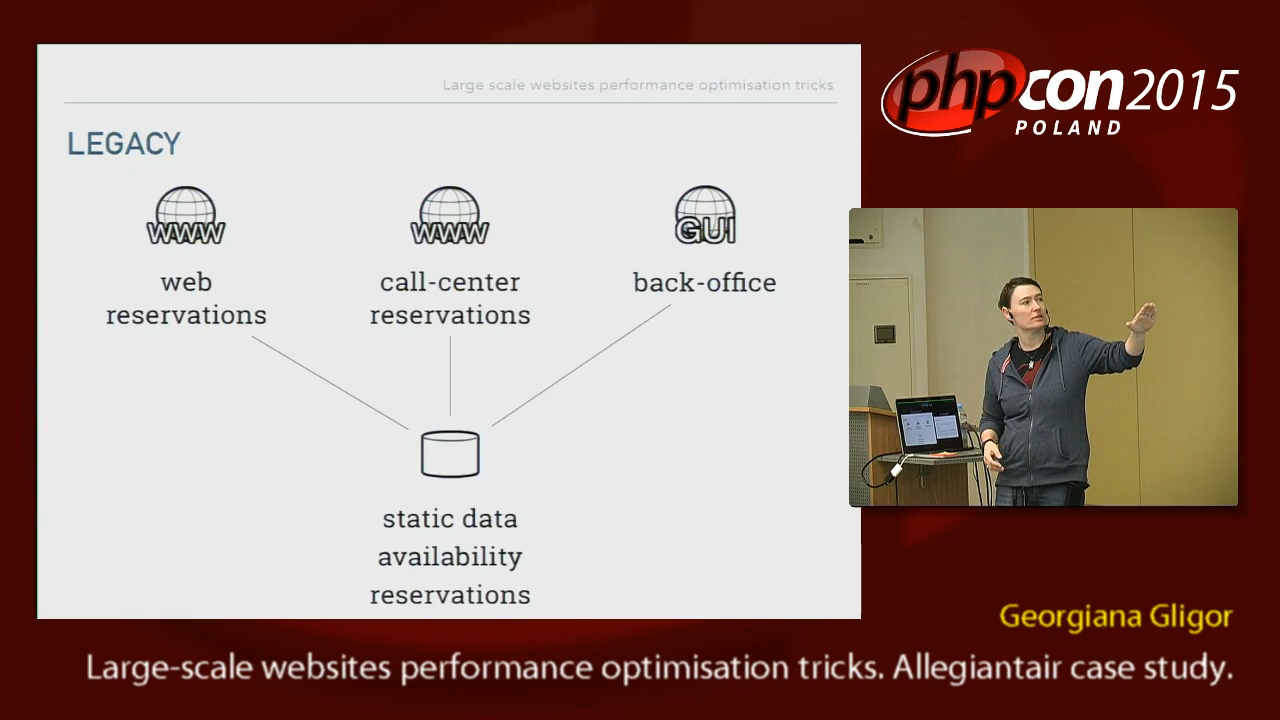 Large scale websites performance optimisation tricks
LEGACY
WWW
WWW
GUI
web
reservations
call-center
reservations
back-office
static data
availability
reservations
phpcon2015
POLAND
Georgiana Gligor
Large-scale websites performance optimisation tricks. Allegiantair case study.